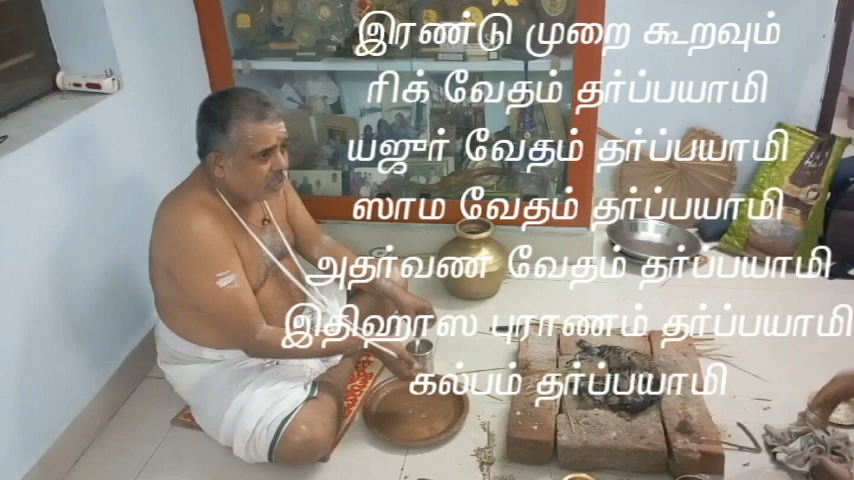 இரண்டு முறை கூறவும்
ரிக் வேதம் தர்ப்பயாமி
யஜுர் வேதம் தர்ப்பயாமி
ஸாம வேதம் தர்ப்பயாமி
அதர்வண வேதம் தர்ப்பயாமி
இதிஹாஸ புராணம் தர்ப்பயாமி
கல்பம் தர்ப்பயாமி